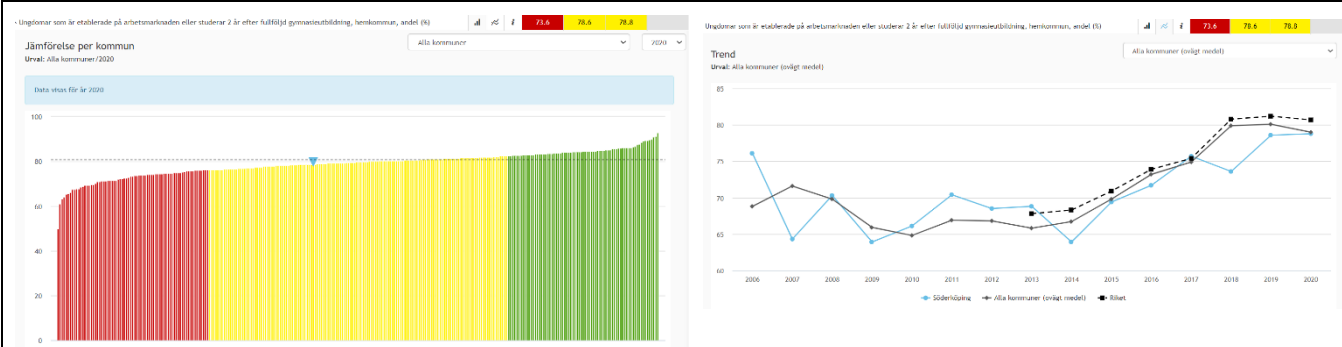 Ungdomar som är etablerade på arbetsmarknaden eller studerar 2 år efter fullföljd gymnasieutbildning, hemkommun, andel (%) 73.6 78.6 78.8
Jämförelse per kommun
Alla kommuner 2020
Urval: Alla kommuner/2020
Data visas för år 2020
100
80
60
40
20
0
Ungdomar som är etablerade på arbetsmarknaden eller studerar 2 år efter fullföljd gymnasieutbildning, hemkommun, andel (%) 73.6 78.6 78.8
Trend
Alla kommuner (ovägt medel)
Urval: Alla kommuner (ovägt medel)
85
80
75
70
65
60
2006 2007 2008 2009 2010 2011 2012 2013 2014 2015 2016 2017 2018 2019 2020
Söderköping Alla kommuner (ovägt medel) Riket